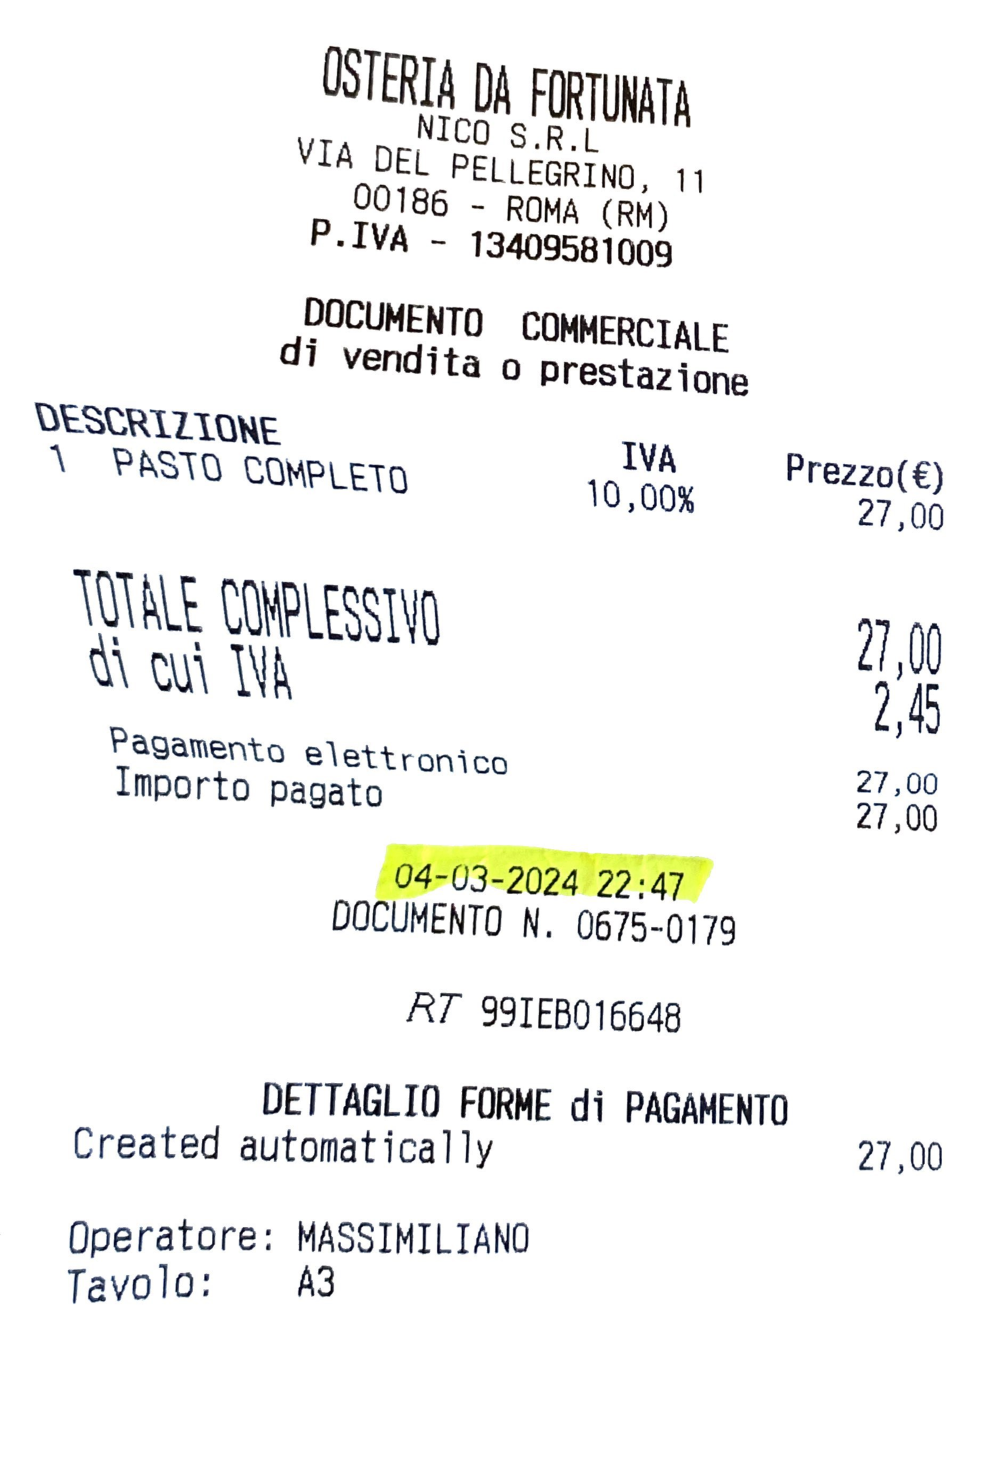 OSTERIA DA FORTUNATA
NICO S.R.L
VIA DEL PELLEGRINO, 11
00186 - ROMA (RM)
P.IVA - 13409581009
DOCUMENTO COMMERCIALE
di vendita o prestazione
DESCRIZIONE IVA Prezzo(€)
1 PASTO COMPLETO 10,00% 27,00
TOTALE COMPLESSIVO 27,00
di cui IVA 2,45
Pagamento elettronico 27,00
Importo pagato 27,00
04-03-2024 22:47
DOCUMENTO N. 0675-0179
RT 99IEB016648
DETTAGLIO FORME di PAGAMENTO
Created automatically 27,00
Operatore: MASSIMILIANO
Tavolo: A3